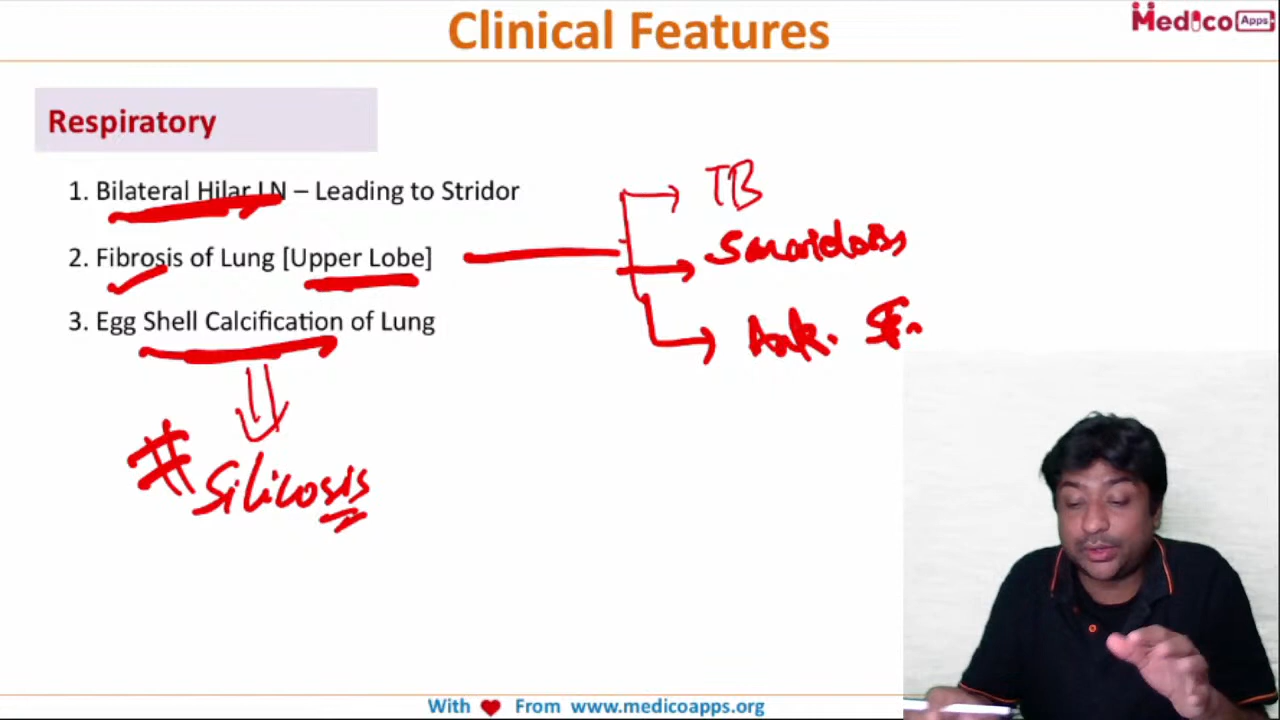 Clinical Features
Medico Apps
Respiratory
1. Bilateral Hilar LN – Leading to Stridor
2. Fibrosis of Lung [Upper Lobe]
3. Egg Shell Calcification of Lung
TB
Ank.
# Silicosis
With From www.medicoapps.org